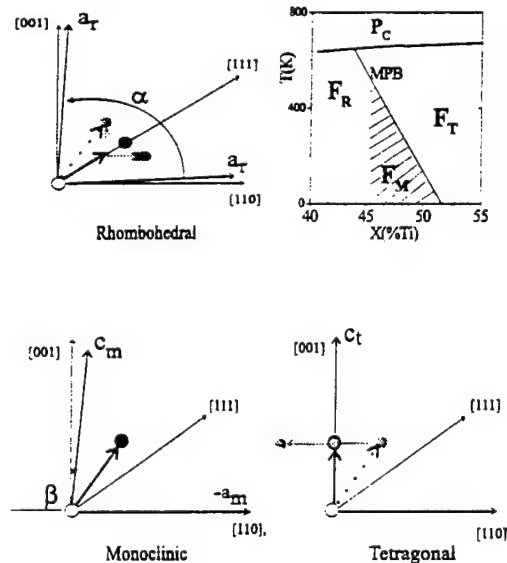 [001]
a_r
[111]
α
a_r
[110]
Rhombohedral
800
P_C
T(K)
MPB
F_R
F_T
400
F_M
0
40
45
50
55
X(%Ti)
[001]
c_m
[111]
β
-a_m
[110],
Monoclinic
[001]
c_t
[111]
[110]
Tetragonal